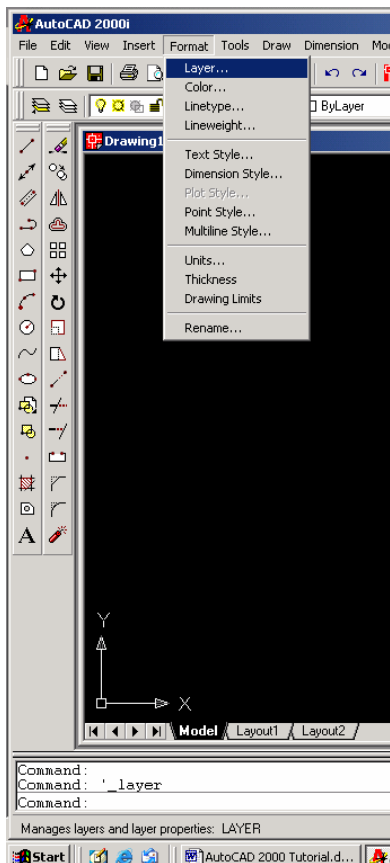 AutoCAD 2000i
File Edit View Insert Format Tools Draw Dimension
Layer...
Color...
ByLayer
Linetype...
Lineweight...
Drawing1
Text Style...
Dimension Style...
Plot Style...
Point Style...
Multiline Style...
Units...
Thickness
Drawing Limits
Rename...
A
Y
X
Model Layout1 Layout2
Command:
Command: '_layer
Command:
Manages layers and layer properties: LAYER
Start AutoCAD 2000 Tutorial.d...